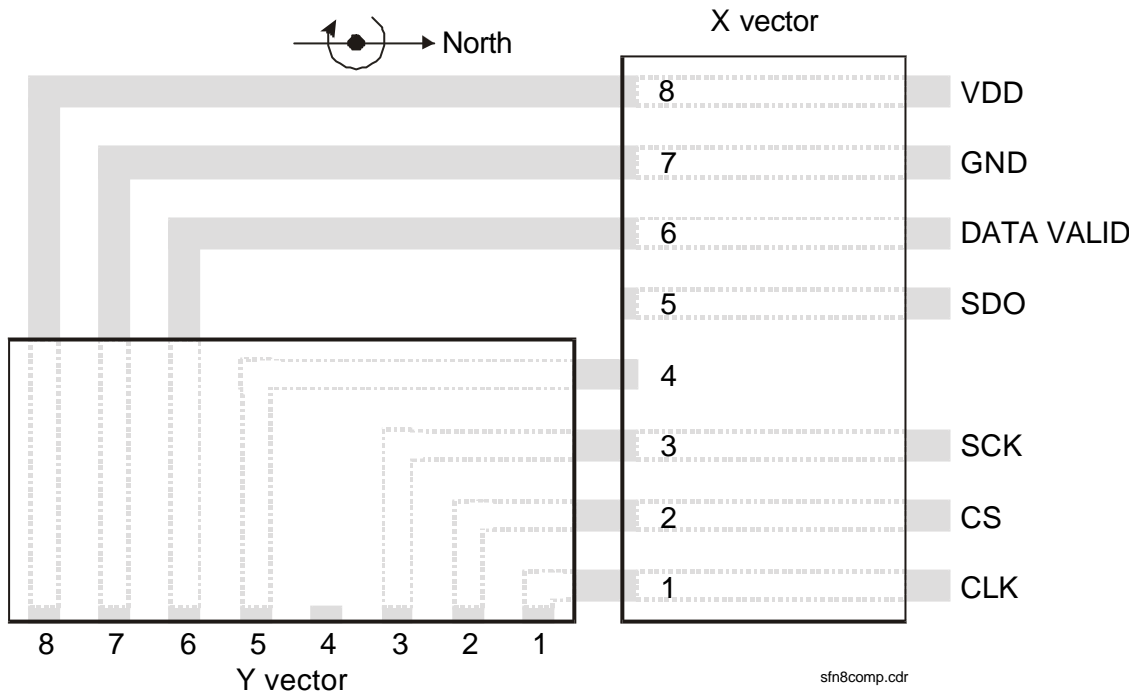 X vector
North
8 VDD
7 GND
6 DATA VALID
5 SDO
4
3 SCK
2 CS
1 CLK
8 7 6 5 4 3 2 1
Y vector
sfn8comp.cdr